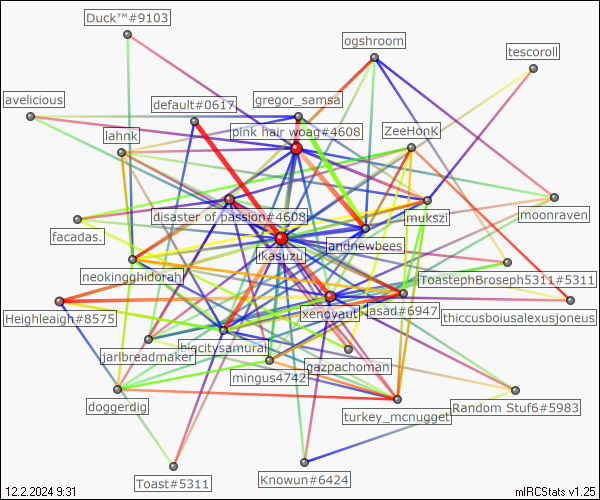 Duck™#9103
ogshroom
tescoroll
avelicious
default#0617
gregor_samsa
lahnk
pink hair woag#4608
ZeeHonK
disaster of passion#4608
mukszi
moonraven
facadas.
jkasuzu
andnewbees
neokingghidorah
ToastephBroseph5311#5311
Heighleaigh#8575
xenoyaut
asad#6947
thiccusboiusalexusjoneus
jarlbreadmaker
bigcitysamurai
gazpachoman
mingus4742
doggerdig
turkey_mcnugget
Random Stuf6#5983
Toast#5311
Knowun#6424
12.2.2024 9:31
mIRCStats v1.25